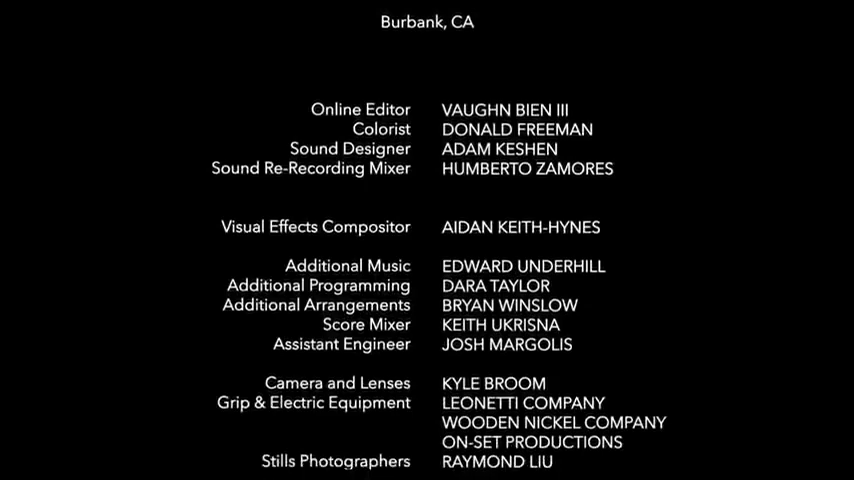 Burbank, CA
Online Editor VAUGHN BIEN III
Colorist DONALD FREEMAN
Sound Designer ADAM KESHEN
Sound Re-Recording Mixer HUMBERTO ZAMORES
Visual Effects Compositor AIDAN KEITH-HYNES
Additional Music EDWARD UNDERHILL
Additional Programming DARA TAYLOR
Additional Arrangements BRYAN WINSLOW
Score Mixer KEITH UKRISNA
Assistant Engineer JOSH MARGOLIS
Camera and Lenses KYLE BROOM
Grip & Electric Equipment LEONETTI COMPANY
WOODEN NICKEL COMPANY
ON-SET PRODUCTIONS
Stills Photographers RAYMOND LIU